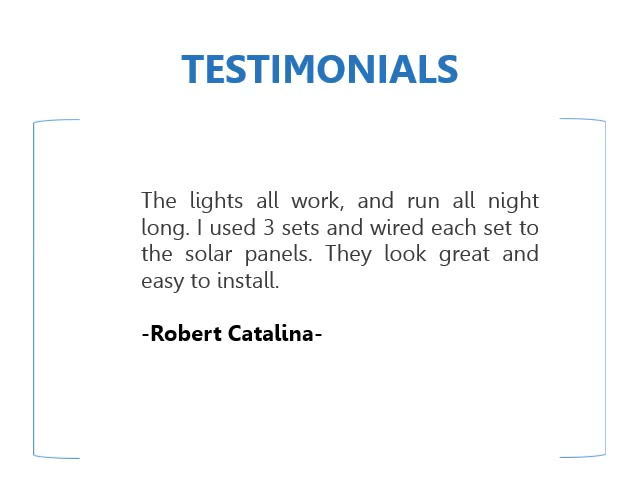 TESTIMONIALS
The lights all work, and run all night
long. I used 3 sets and wired each set to
the solar panels. They look great and
easy to install.
-Robert Catalina-